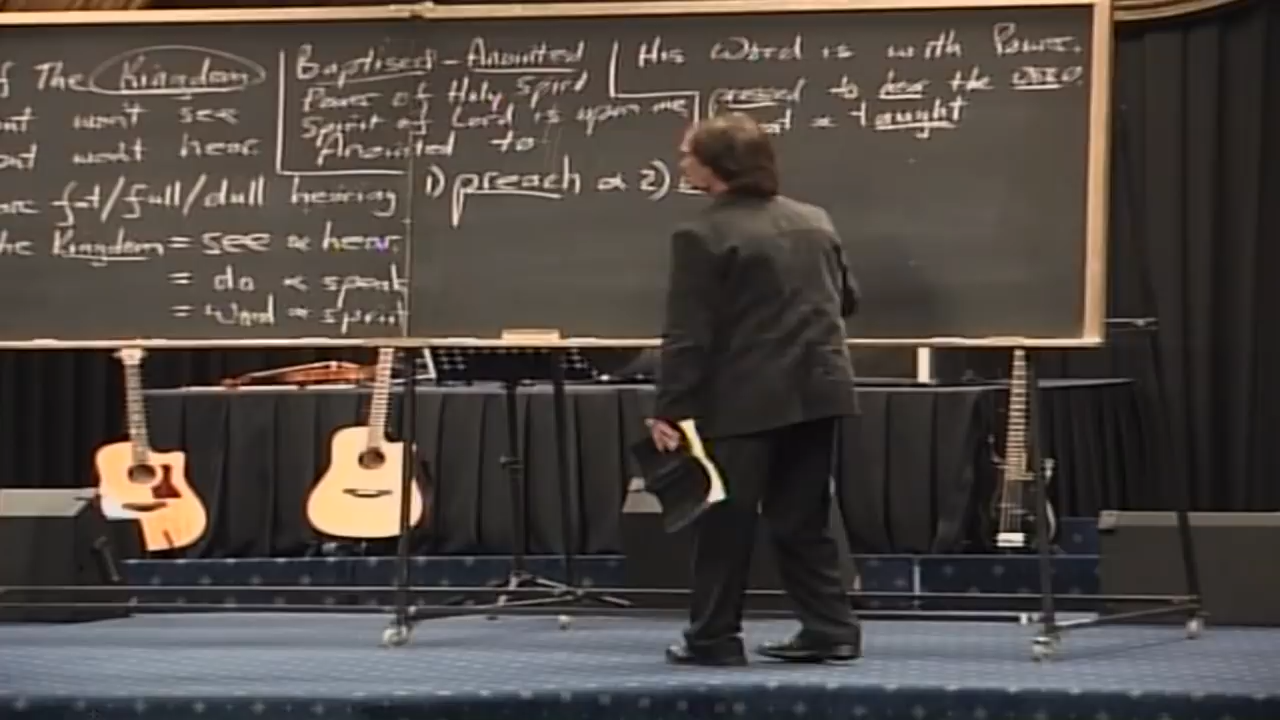 f The Kingdom
nt won't see
ont won't hear.
are fat/full/dull hearing
he Kingdom = see & hear.
= do & speak
= word & spirit
Baptised - Anointed
Power of Holy Spirit
Spirit of Lord is upon me
Anointed to
1) preach & 2)
His Word is with Power.
pressed to hear the word
& taught